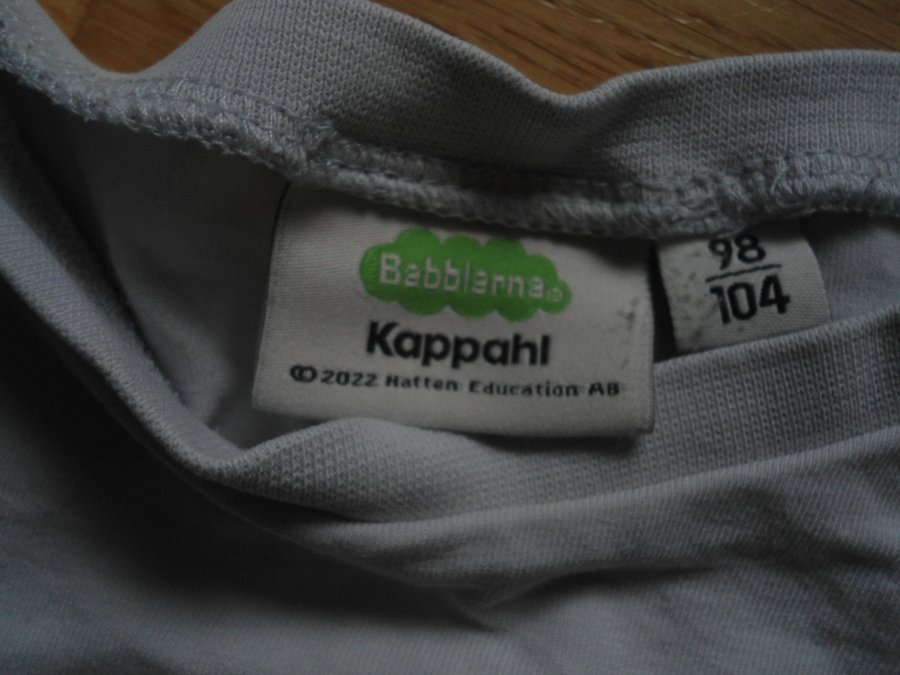 Babblarna
Kappahl
© 2022 Hatten Education AB
98
104